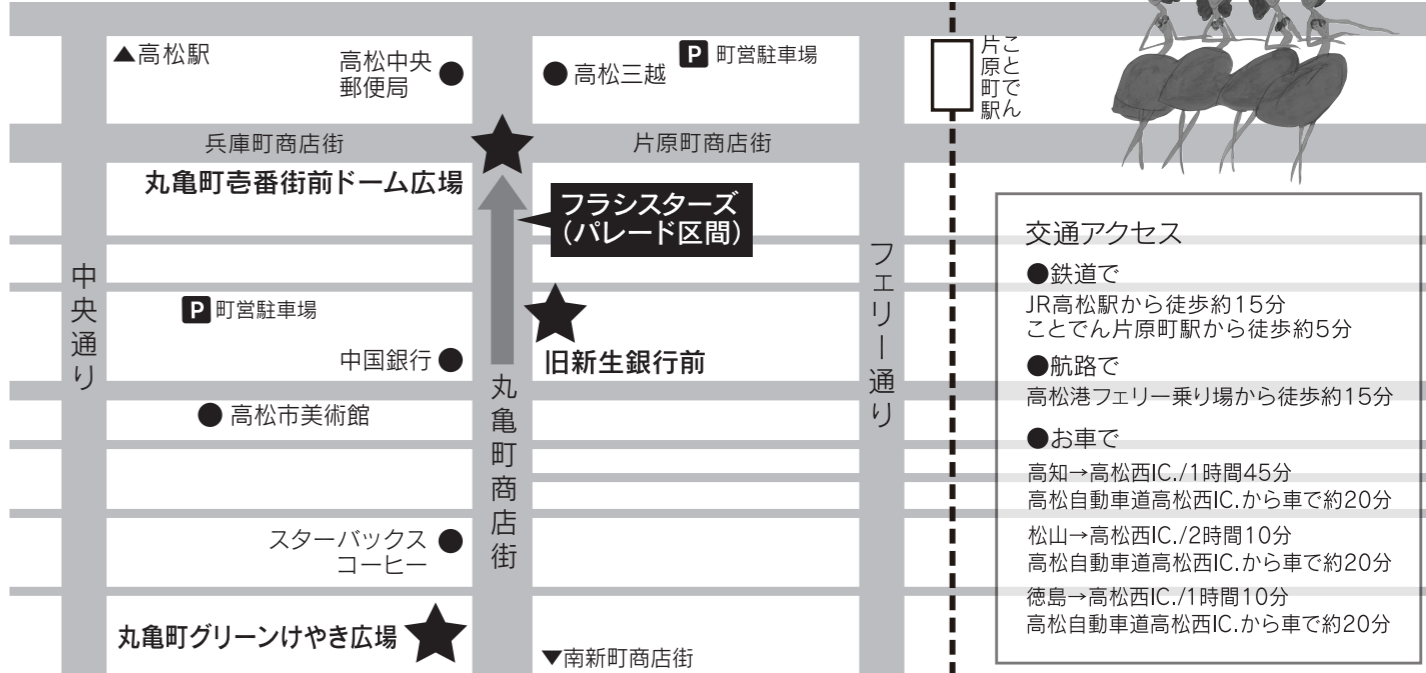 ▲高松駅
高松中央
郵便局
高松三越
P 町営駐車場
ことでん
片原町駅
兵庫町商店街
片原町商店街
丸亀町壱番街前ドーム広場
フラシスターズ
(パレード区間)
中央通り
P 町営駐車場
中国銀行
旧新生銀行前
フェリー通り
高松市美術館
丸亀町商店街
スターバックス
コーヒー
丸亀町グリーンけやき広場
▼南新町商店街
交通アクセス
●鉄道で
JR高松駅から徒歩約15分
ことでん片原町駅から徒歩約5分
●航路で
高松港フェリー乗り場から徒歩約15分
●お車で
高知→高松西IC./1時間45分
高松自動車道高松西IC.から車で約20分
松山→高松西IC./2時間10分
高松自動車道高松西IC.から車で約20分
徳島→高松西IC./1時間10分
高松自動車道高松西IC.から車で約20分